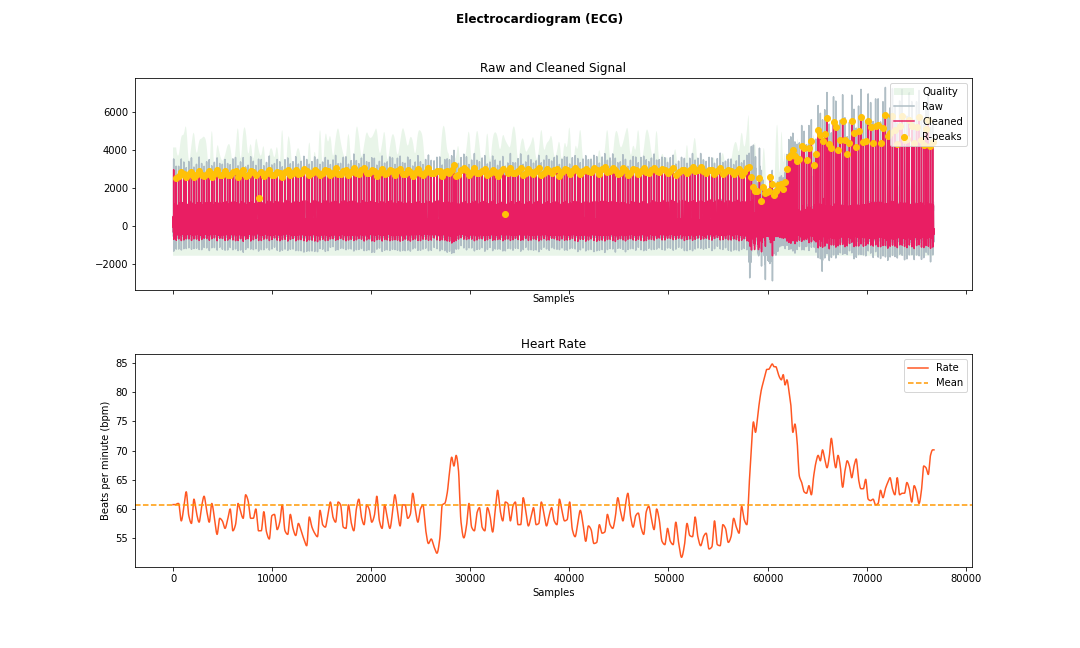 Electrocardiogram (ECG)
Raw and Cleaned Signal
Quality
Raw
Cleaned
R-peaks
6000
4000
2000
0
−2000
Samples
Heart Rate
Rate
Mean
85
80
75
70
65
60
55
Beats per minute (bpm)
0 10000 20000 30000 40000 50000 60000 70000 80000
Samples